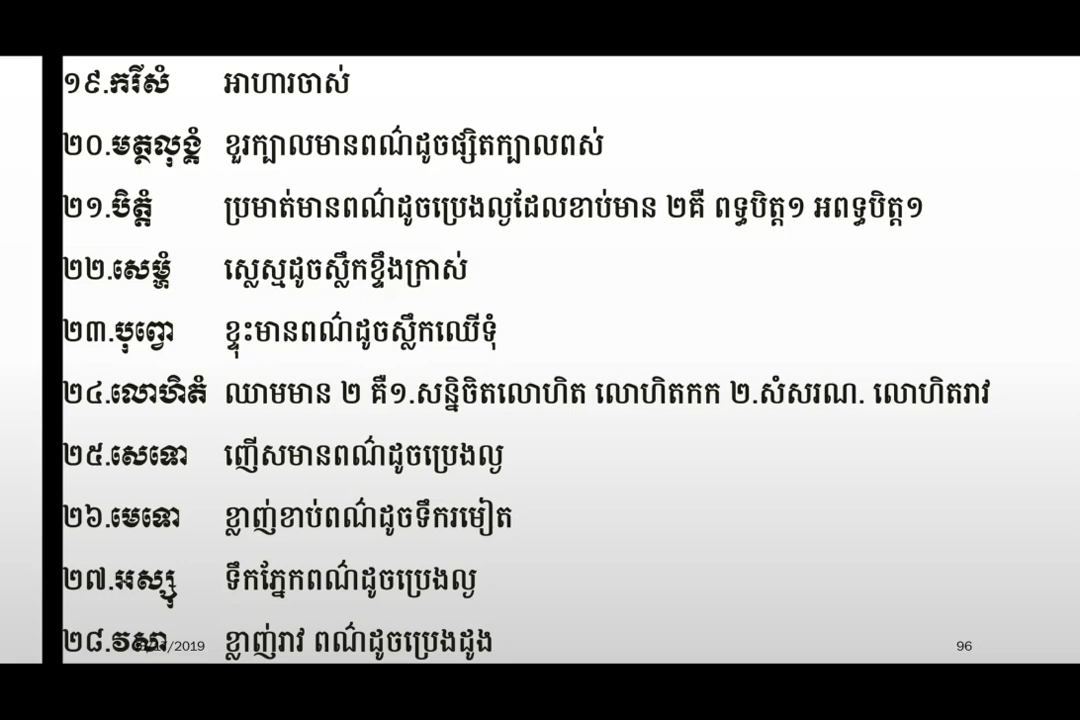 ១៩.ករីសំ អាហារចាស់
២០.មត្ថលុង្គំ ខួរក្បាលមានពណ៌ដូចផ្សិតក្បាលពស់
២១.បិត្តំ ប្រមាត់មានពណ៌ដូចប្រេងល្ងដែលខាប់មាន ២គឺ ពទ្ធបិត្ត១ អពទ្ធបិត្ត១
២២.សេម្ហំ ស្លេស្មដូចស្លឹកខ្ទឹងក្រាស់
២៣.បុព្វោ ខ្ទុះមានពណ៌ដូចស្លឹកឈើទុំ
២៤.លោហិតំ ឈាមមាន ២ គឺ១.សន្និចិតលោហិត លោហិតកក ២.សំសរណ. លោហិតរាវ
២៥.សេទោ ញើសមានពណ៌ដូចប្រេងល្ង
២៦.មេទោ ខ្លាញ់ខាប់ពណ៌ដូចទឹករមៀត
២៧.អស្សុ ទឹកភ្នែកពណ៌ដូចប្រេងល្ង
២៨.វសា ខ្លាញ់រាវ ពណ៌ដូចប្រេងដូង
/2019 96